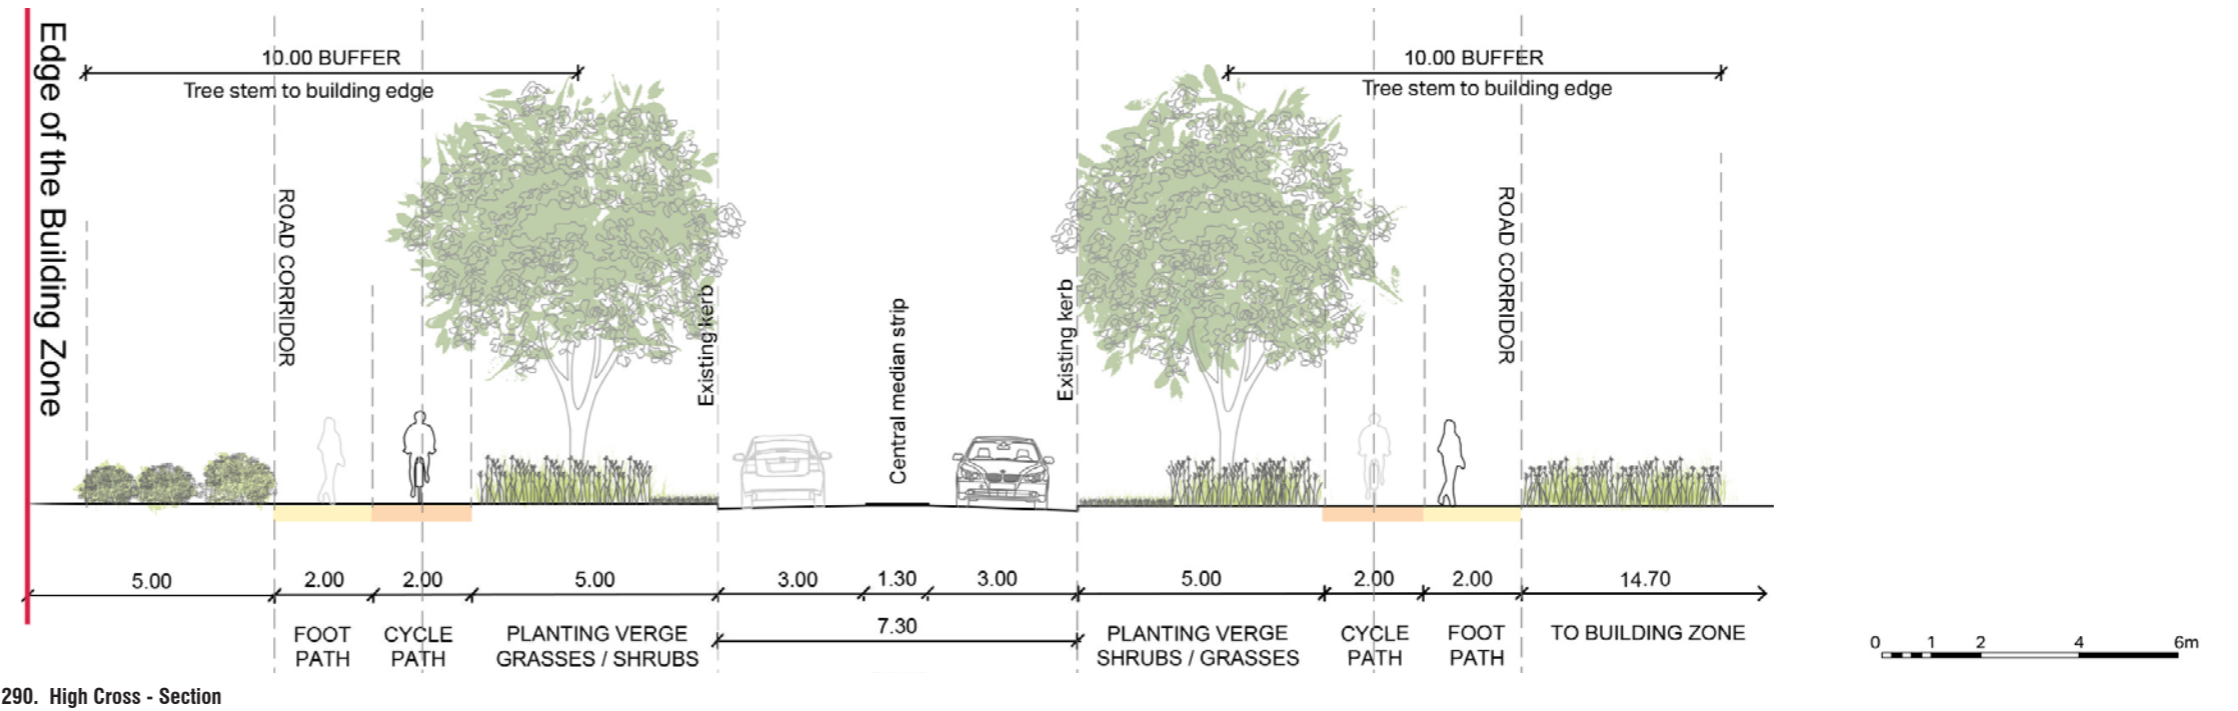 Edge of the Building Zone
10.00 BUFFER
Tree stem to building edge
10.00 BUFFER
Tree stem to building edge
ROAD CORRIDOR
Existing kerb
Central median strip
Existing kerb
ROAD CORRIDOR
5.00 2.00 2.00 5.00 3.00 1.30 3.00 5.00 2.00 2.00 14.70
7.30
FOOT
PATH
CYCLE
PATH
PLANTING VERGE
GRASSES / SHRUBS
PLANTING VERGE
SHRUBS / GRASSES
CYCLE
PATH
FOOT
PATH
TO BUILDING ZONE
0 1 2 4 6m
290. High Cross - Section